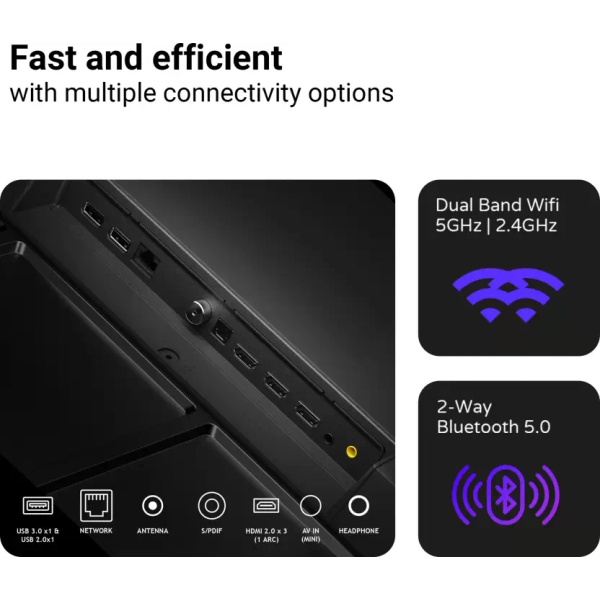 Fast and efficient
with multiple connectivity options
Dual Band Wifi
5GHz | 2.4GHz
2-Way
Bluetooth 5.0
USB 3.0 x1 &
USB 2.0x1
NETWORK
ANTENNA
S/PDIF
HDMI 2.0 x 3
(1 ARC)
AV IN
(MINI)
HEADPHONE